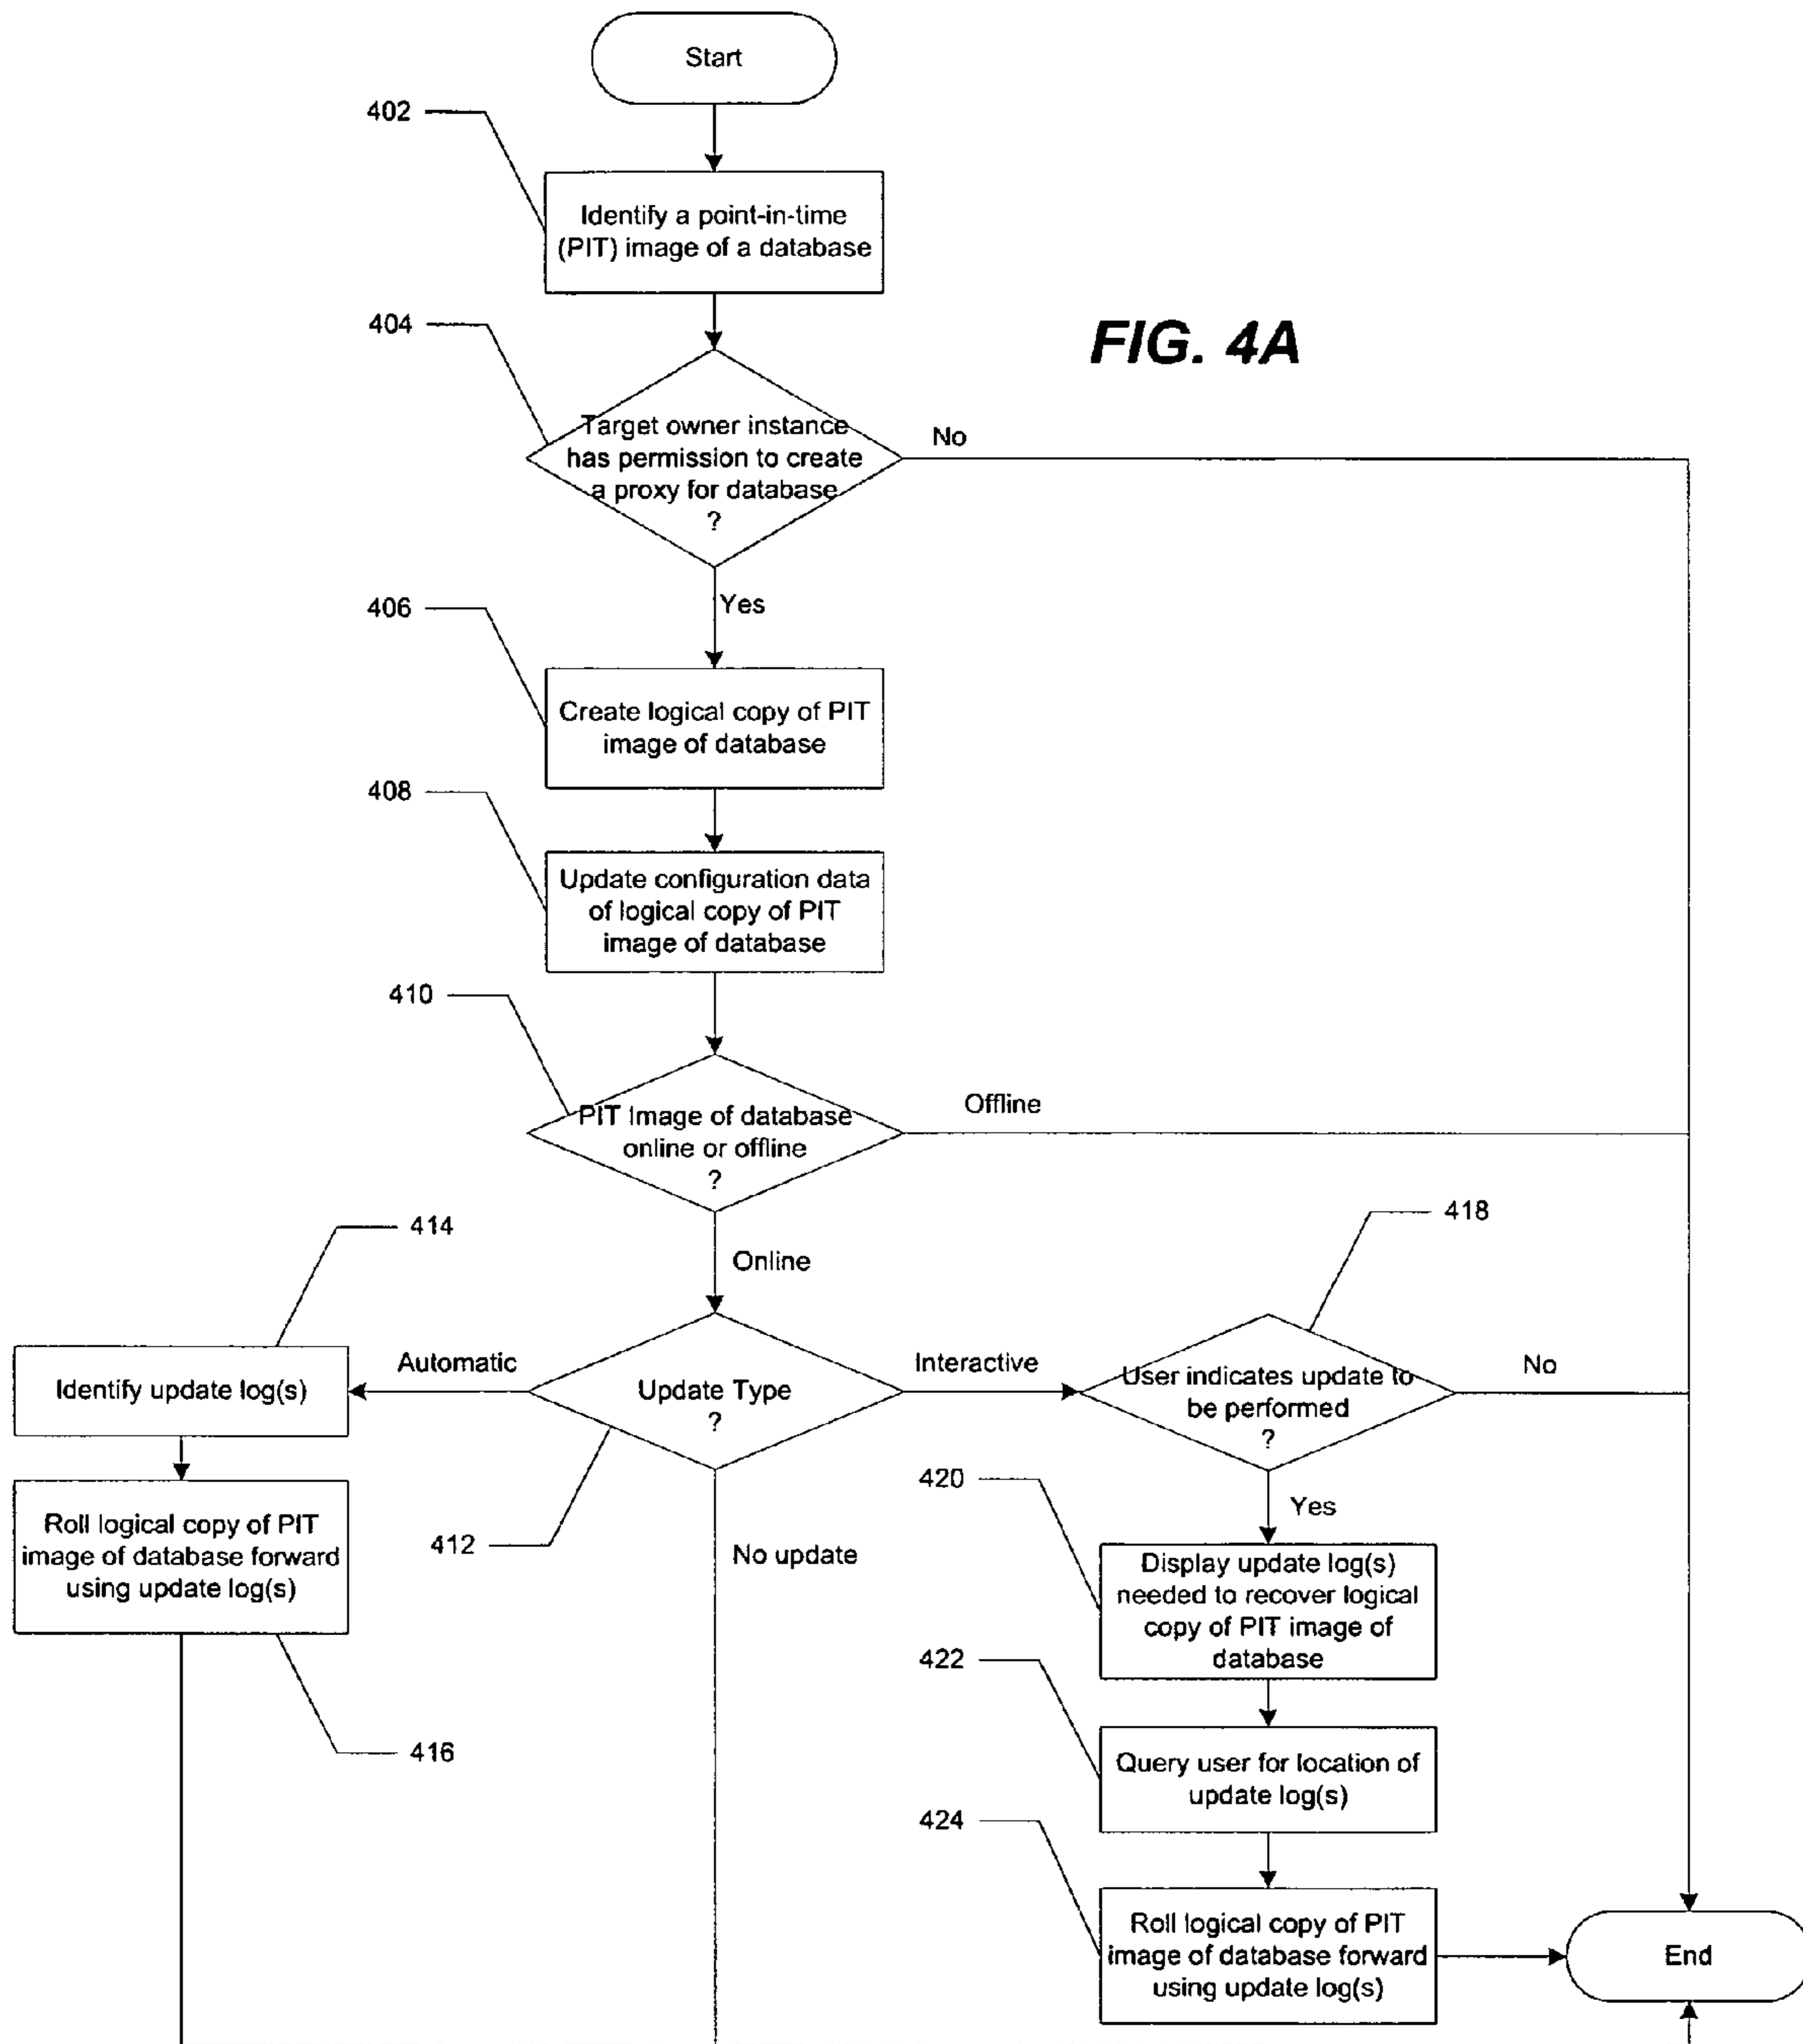 Start
402
Identify a point-in-time
(PIT) image of a database
404
FIG. 4A
Target owner instance
has permission to create
a proxy for database
?
No
Yes
406
Create logical copy of PIT
image of database
408
Update configuration data
of logical copy of PIT
image of database
410
PIT Image of database
online or offline
?
Offline
Online
414
418
Identify update log(s)
Automatic
Update Type
?
Interactive
User indicates update to
be performed
?
No
412
No update
Yes
Roll logical copy of PIT
image of database forward
using update log(s)
416
420
Display update log(s)
needed to recover logical
copy of PIT image of
database
422
Query user for location of
update log(s)
424
Roll logical copy of PIT
image of database forward
using update log(s)
End